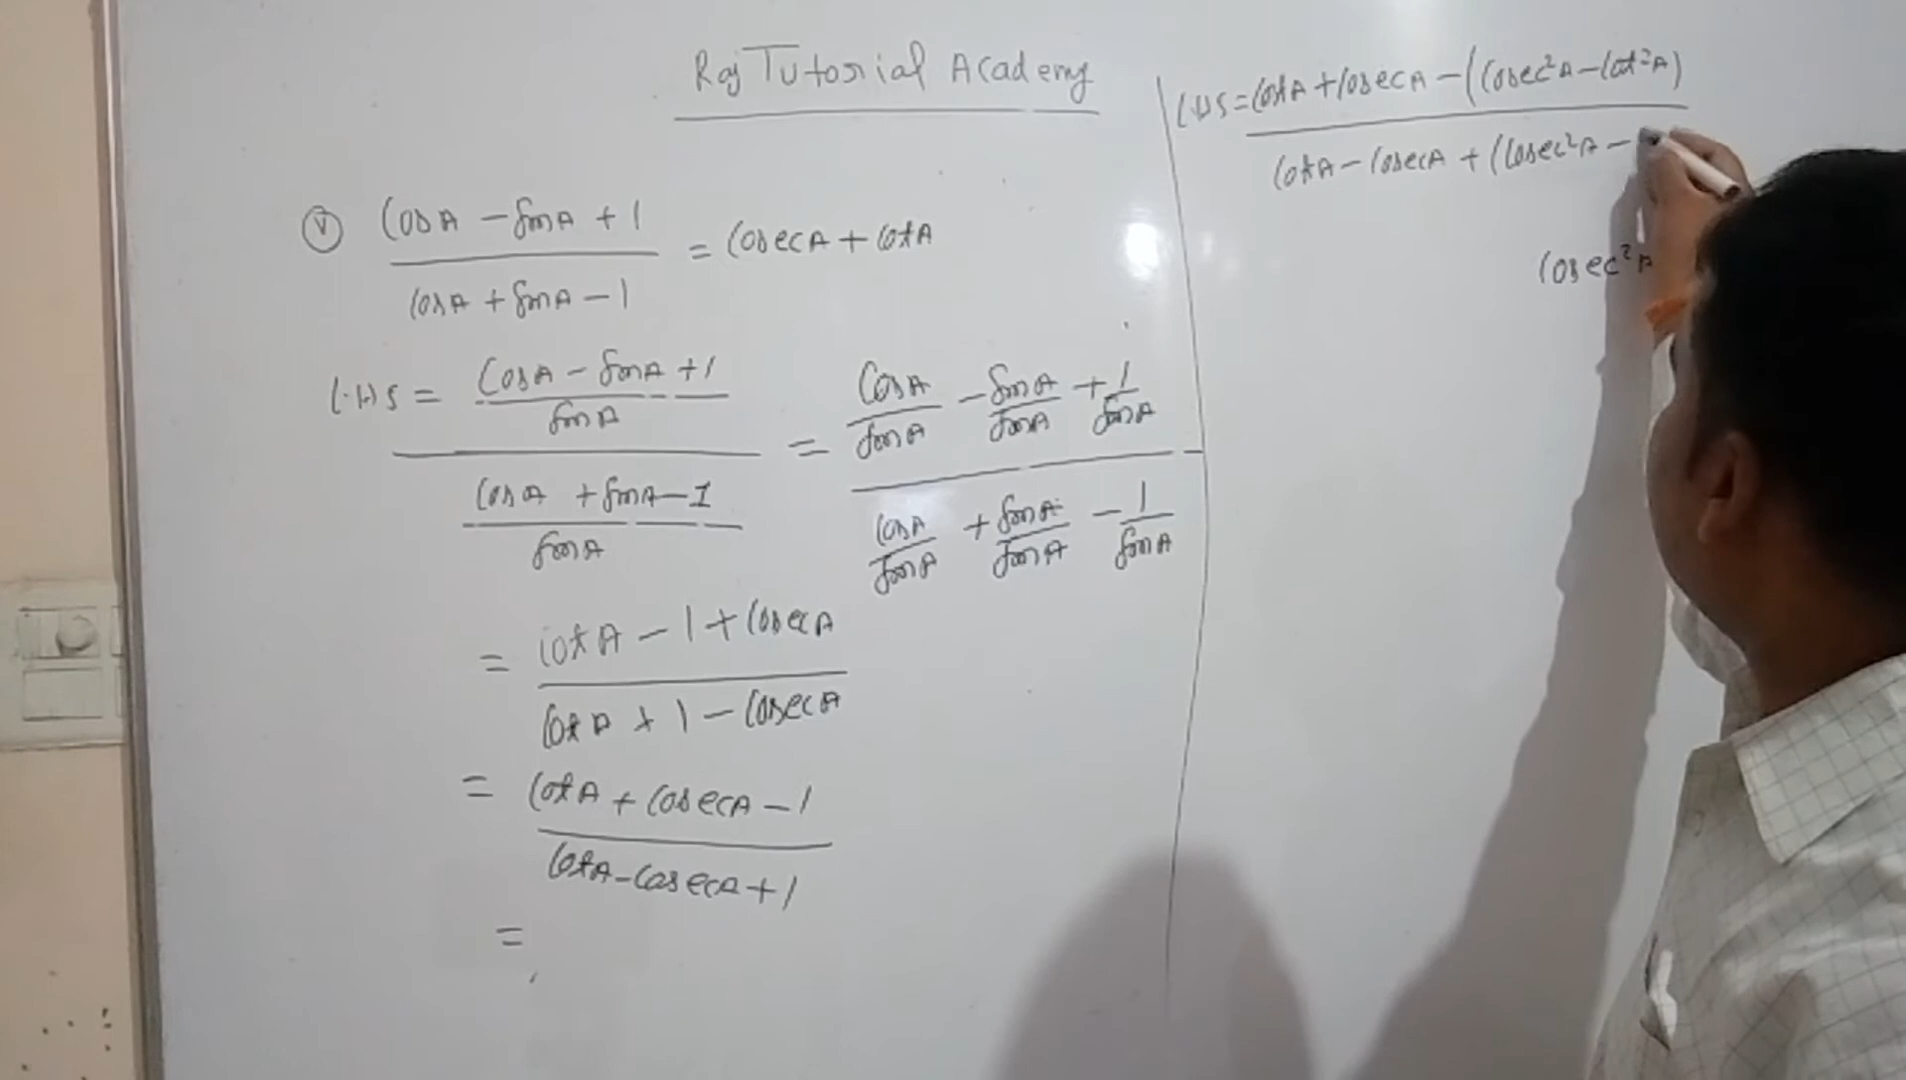 Raj Tutorial Academy
(v) CosA - SinA + 1 / CosA + SinA - 1 = CosecA + CotA
LHS = CosA - SinA + 1 / SinA / CosA + SinA - 1 / SinA = CosA/SinA - SinA/SinA + 1/SinA / CosA/SinA + SinA/SinA - 1/SinA
= CotA - 1 + CosecA / CotA + 1 - CosecA
= CotA + CosecA - 1 / CotA - CosecA + 1
=
LHS = CotA + CosecA - (Cosec²A - Cot²A) / CotA - CosecA + (Cosec²A -
Cosec²A